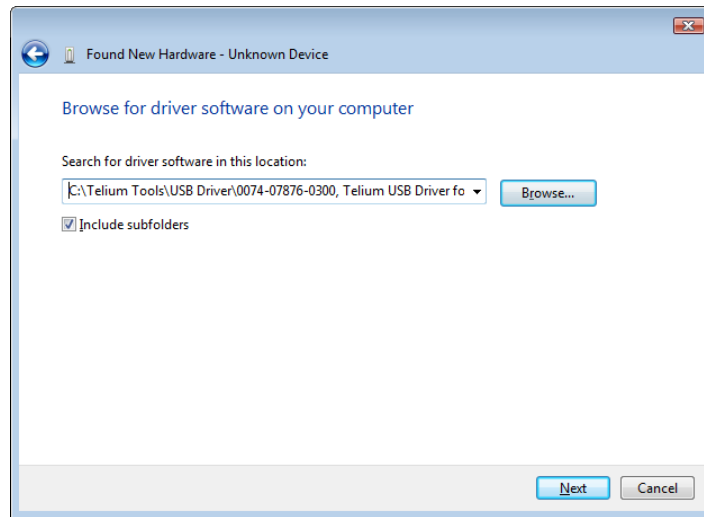 Found New Hardware - Unknown Device
Browse for driver software on your computer
Search for driver software in this location:
C:\Telium Tools\USB Driver\0074-07876-0300, Telium USB Driver fo
Browse...
Include subfolders
Next
Cancel